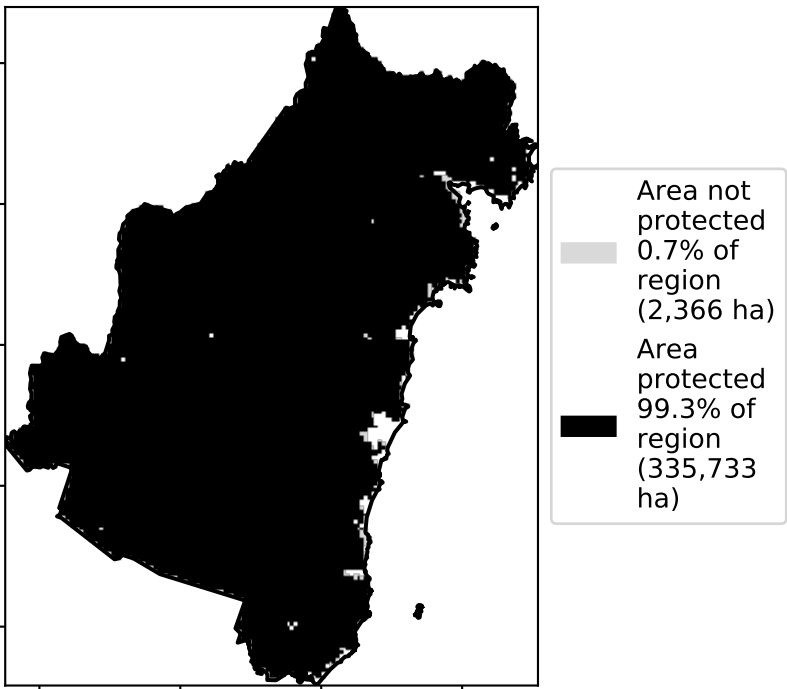 Area not
protected
0.7% of
region
(2,366 ha)
Area
protected
99.3% of
region
(335,733
ha)